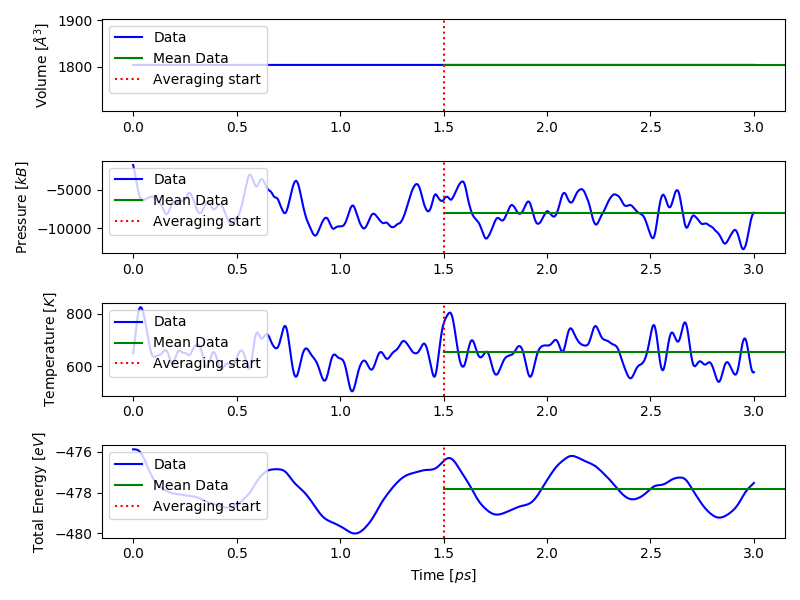 Volume [Å³]
1900
1800
Data
Mean Data
Averaging start
0.0 0.5 1.0 1.5 2.0 2.5 3.0
Pressure [kB]
−5000
−10000
Data
Mean Data
Averaging start
0.0 0.5 1.0 1.5 2.0 2.5 3.0
Temperature [K]
800
600
Data
Mean Data
Averaging start
0.0 0.5 1.0 1.5 2.0 2.5 3.0
Total Energy [eV]
−476
−478
−480
Data
Mean Data
Averaging start
0.0 0.5 1.0 1.5 2.0 2.5 3.0
Time [ps]